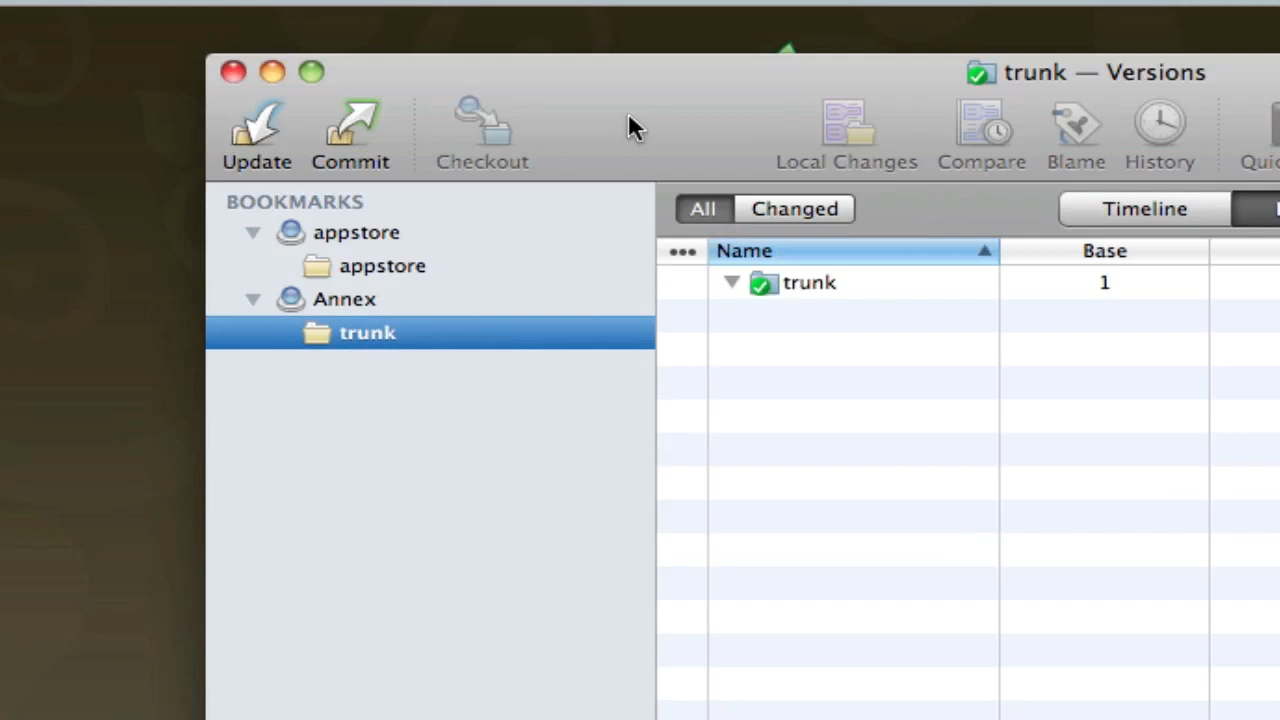 trunk — Versions
Update Commit Checkout Local Changes Compare Blame History
BOOKMARKS
All Changed Timeline
appstore
Name Base
appstore
trunk 1
Annex
trunk